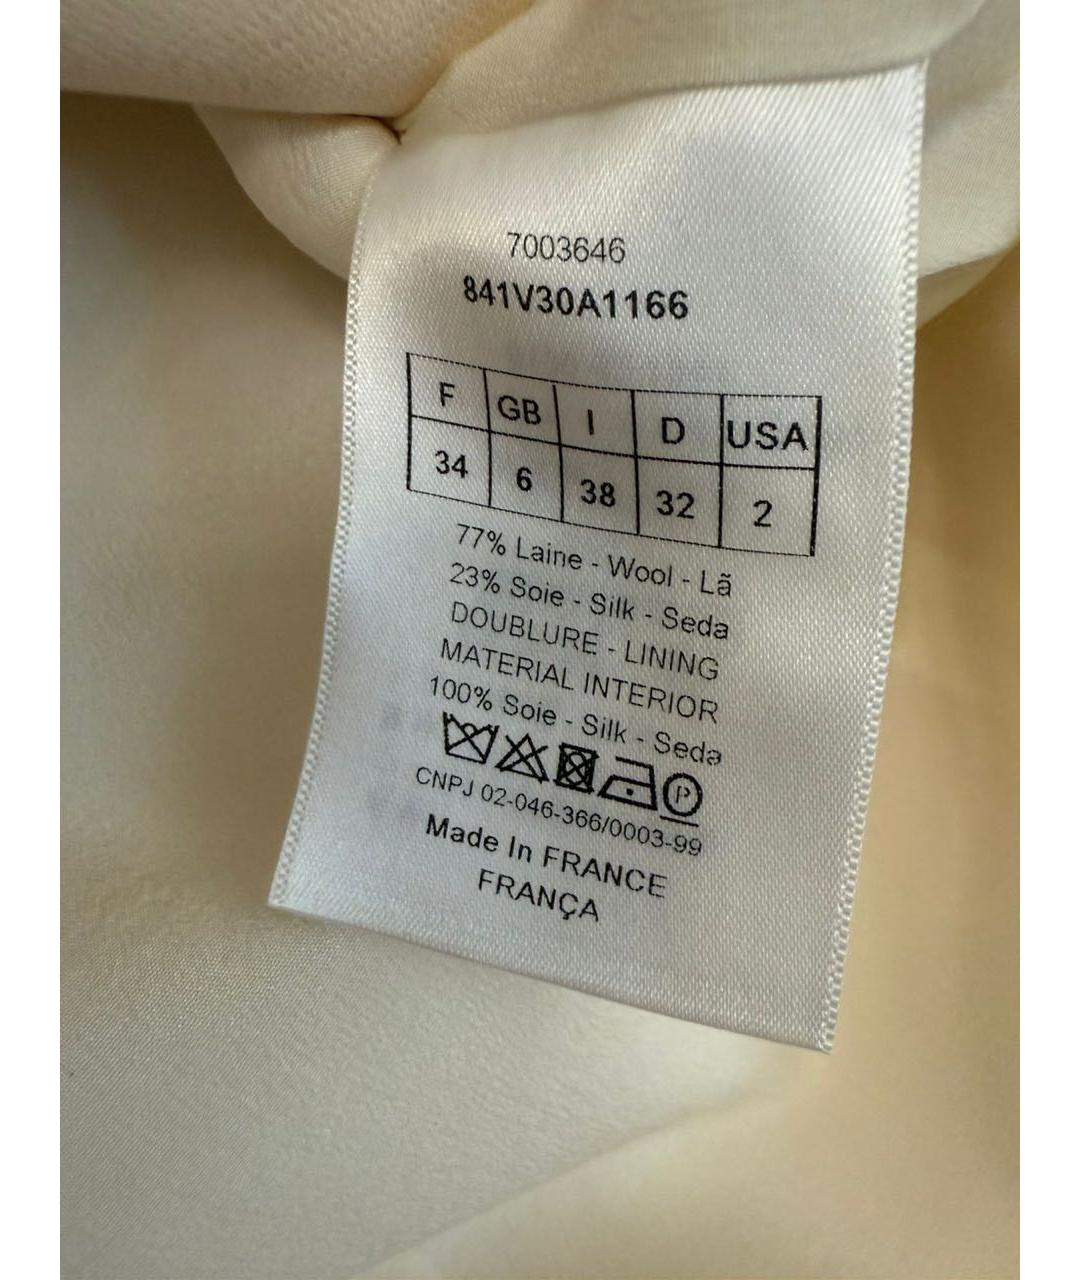 7003646
841V30A1166
F GB I D USA
34 6 38 32 2
77% Laine - Wool - Lã
23% Soie - Silk - Seda
DOUBLURE - LINING
MATERIAL INTERIOR
100% Soie - Silk - Seda
P
CNPJ 02-046-366/0003-99
Made In FRANCE
FRANÇA